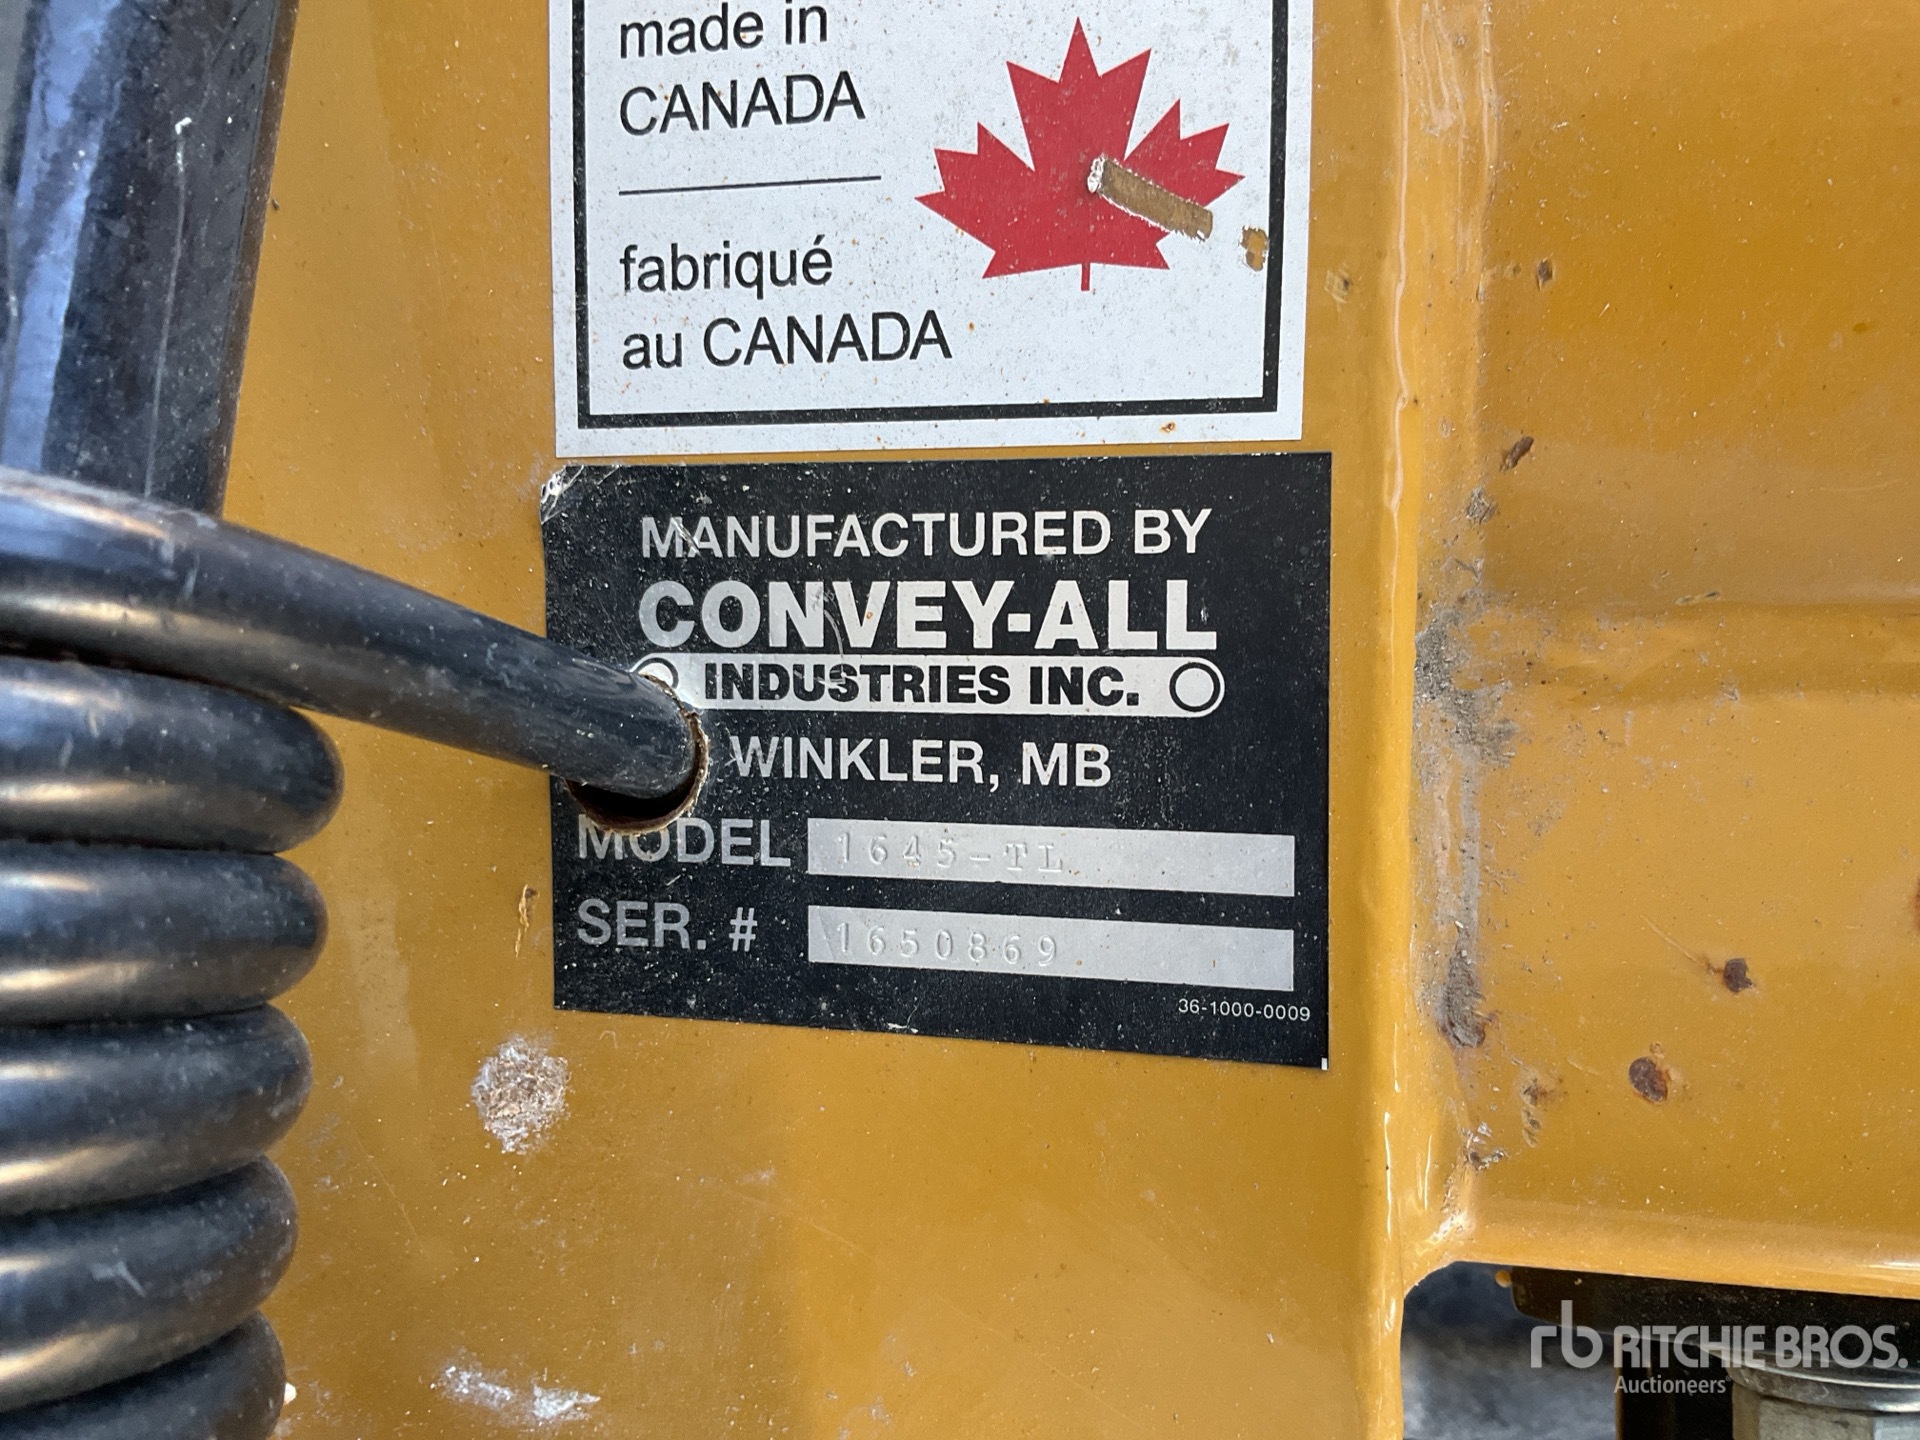 made in
CANADA
fabriqué
au CANADA
MANUFACTURED BY
CONVEY-ALL
INDUSTRIES INC.
WINKLER, MB
MODEL 1645-TL
SER. # 1650869
36-1000-0009
rb RITCHIE BROS.
Auctioneers